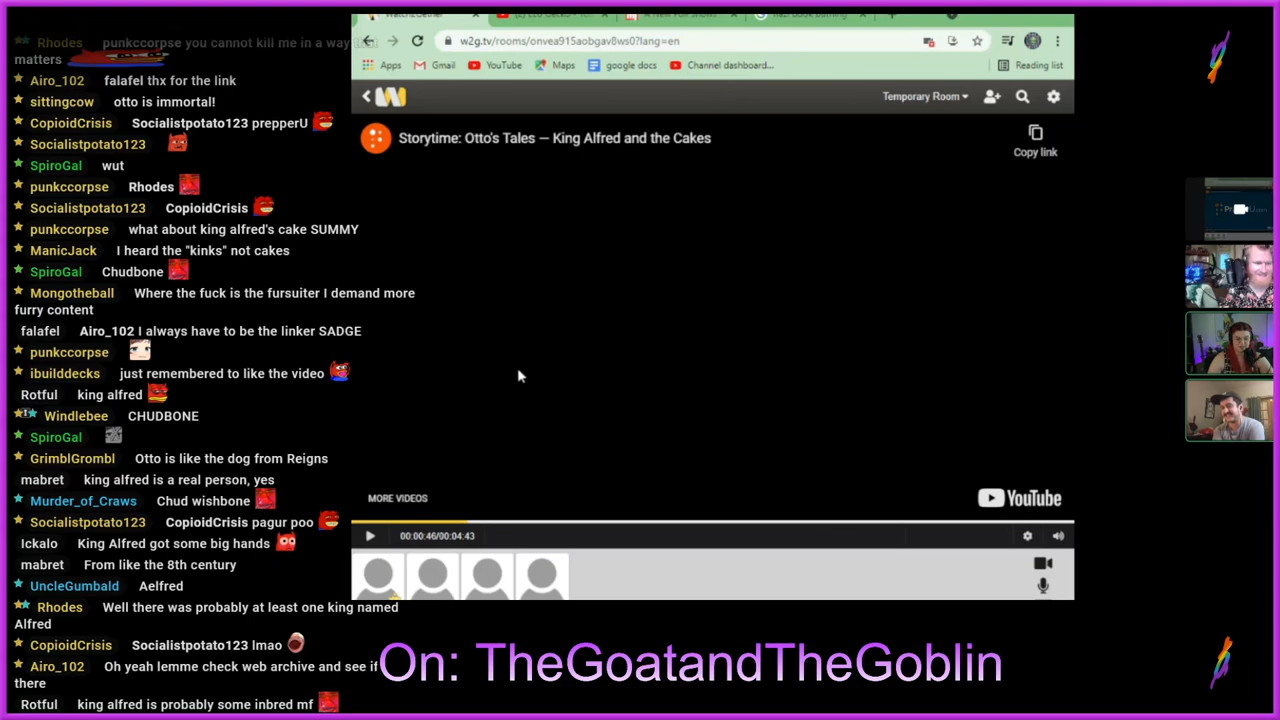 Rhodes punkccorpse you cannot kill me in a way that
matters
Airo_102 falafel thx for the link
sittingcow otto is immortal!
CopioidCrisis Socialistpotato123 prepperU
Socialistpotato123
SpiroGal wut
punkccorpse Rhodes
Socialistpotato123 CopioidCrisis
punkccorpse what about king alfred's cake SUMMY
ManicJack I heard the "kinks" not cakes
SpiroGal Chudbone
Mongotheball Where the fuck is the fursuiter I demand more
furry content
falafel Airo_102 I always have to be the linker SADGE
punkccorpse
ibuilddecks just remembered to like the video
Rotful king alfred
Windlebee CHUDBONE
SpiroGal
GrimblGrombl Otto is like the dog from Reigns
mabret king alfred is a real person, yes
Murder_of_Craws Chud wishbone
Socialistpotato123 CopioidCrisis pagur poo
Ickalo King Alfred got some big hands
mabret From like the 8th century
UncleGumbald Aelfred
Rhodes Well there was probably at least one king named
Alfred
CopioidCrisis Socialistpotato123 lmao
Airo_102 Oh yeah lemme check web archive and see if
there
Rotful king alfred is probably some inbred mf
w2g.tv/rooms/onvea915aobgav8ws0?lang=en
Apps Gmail YouTube Maps google docs Channel dashboard... Reading list
Temporary Room
Storytime: Otto's Tales — King Alfred and the Cakes
Copy link
MORE VIDEOS
YouTube
00:00:46/00:04:43
On: TheGoatandTheGoblin